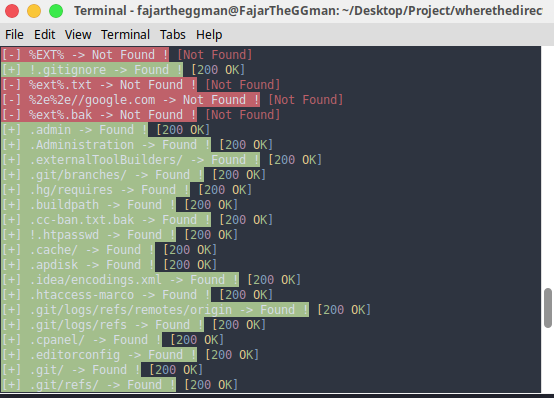 Terminal - fajartheggman@FajarTheGGman: ~/Desktop/Project/wherethedirec
File Edit View Terminal Tabs Help
[-] %EXT% -> Not Found ! [Not Found]
[+] !.gitignore -> Found ! [200 OK]
[-] %ext%.txt -> Not Found ! [Not Found]
[-] %2e%2e//google.com -> Not Found ! [Not Found]
[-] %ext%.bak -> Not Found ! [Not Found]
[+] .admin -> Found ! [200 OK]
[+] .Administration -> Found ! [200 OK]
[+] .externalToolBuilders/ -> Found ! [200 OK]
[+] .git/branches/ -> Found ! [200 OK]
[+] .hg/requires -> Found ! [200 OK]
[+] .buildpath -> Found ! [200 OK]
[+] .cc-ban.txt.bak -> Found ! [200 OK]
[+] !.htpasswd -> Found ! [200 OK]
[+] .cache/ -> Found ! [200 OK]
[+] .apdisk -> Found ! [200 OK]
[+] .idea/encodings.xml -> Found ! [200 OK]
[+] .htaccess-marco -> Found ! [200 OK]
[+] .git/logs/refs/remotes/origin -> Found ! [200 OK]
[+] .git/logs/refs -> Found ! [200 OK]
[+] .cpanel/ -> Found ! [200 OK]
[+] .editorconfig -> Found ! [200 OK]
[+] .git/ -> Found ! [200 OK]
[+] .git/refs/ -> Found ! [200 OK]